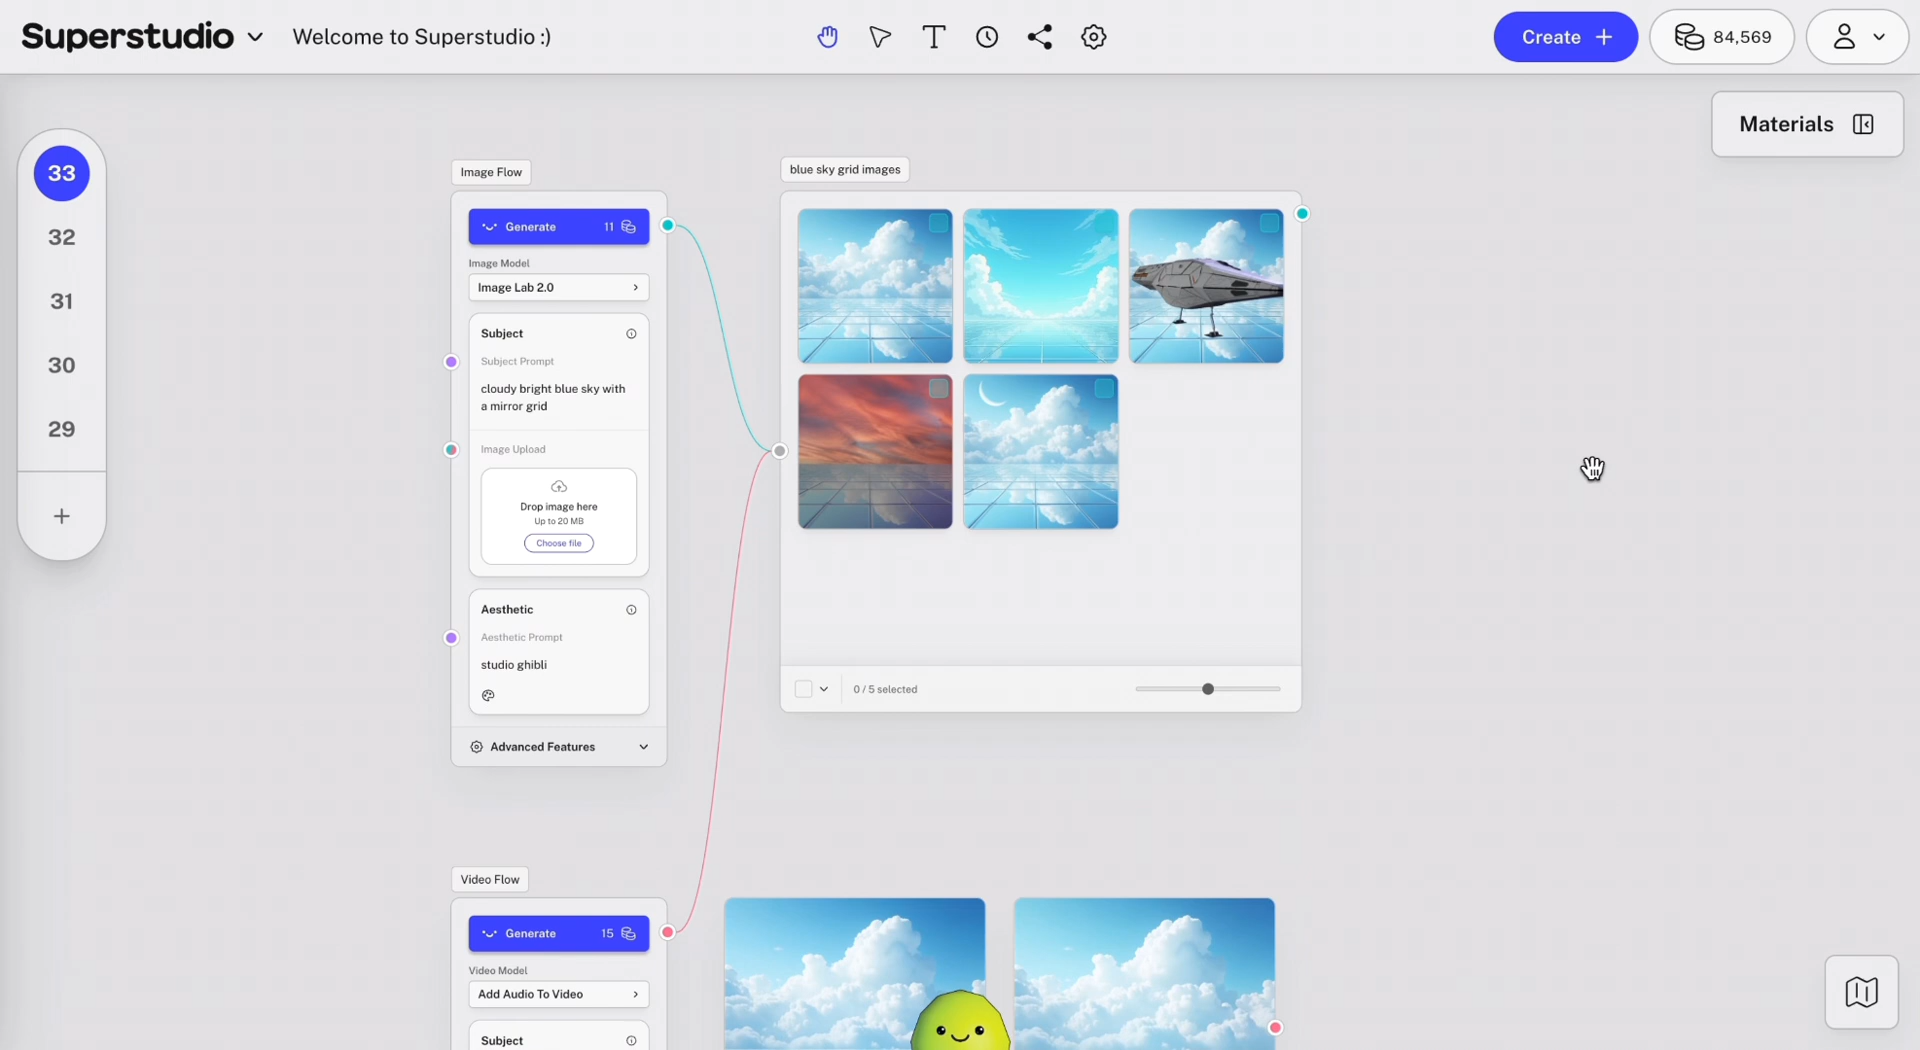 Superstudio
Welcome to Superstudio :)
Create
84,569
Materials
33
32
31
30
29
Image Flow
Generate 11
Image Model
Image Lab 2.0
Subject
Subject Prompt
cloudy bright blue sky with
a mirror grid
Image Upload
Drop image here
Up to 20 MB
Choose file
Aesthetic
Aesthetic Prompt
studio ghibli
Advanced Features
blue sky grid images
0 / 5 selected
Video Flow
Generate 15
Video Model
Add Audio To Video
Subject